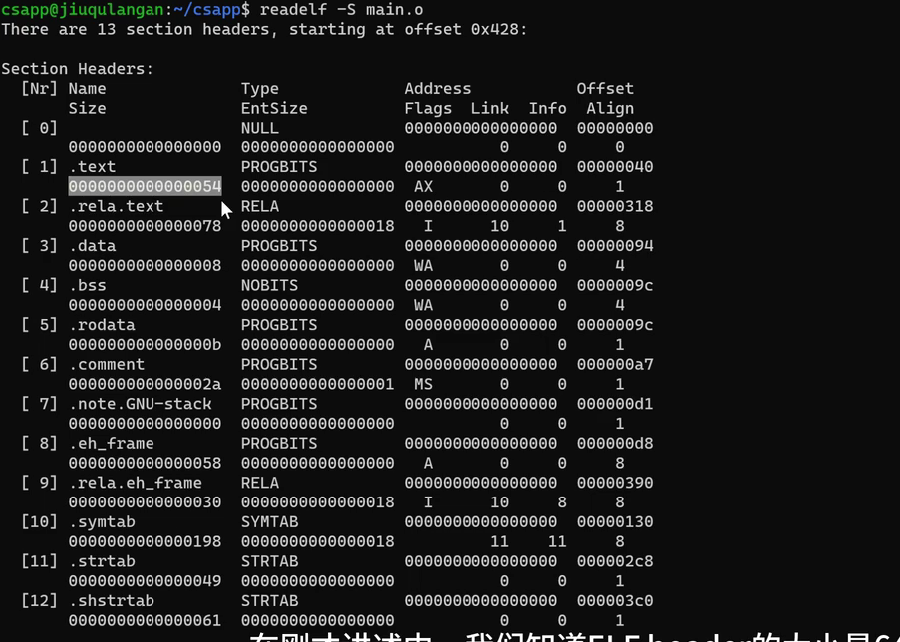 csapp@jiuqulangan:~/csapp$ readelf -S main.o
There are 13 section headers, starting at offset 0x428:
Section Headers:
[Nr] Name Type Address Offset
Size EntSize Flags Link Info Align
[ 0] NULL 0000000000000000 00000000
0000000000000000 0000000000000000 0 0 0
[ 1] .text PROGBITS 0000000000000000 00000040
0000000000000054 0000000000000000 AX 0 0 1
[ 2] .rela.text RELA 0000000000000000 00000318
0000000000000078 0000000000000018 I 10 1 8
[ 3] .data PROGBITS 0000000000000000 00000094
0000000000000008 0000000000000000 WA 0 0 4
[ 4] .bss NOBITS 0000000000000000 0000009c
0000000000000004 0000000000000000 WA 0 0 4
[ 5] .rodata PROGBITS 0000000000000000 0000009c
000000000000000b 0000000000000000 A 0 0 1
[ 6] .comment PROGBITS 0000000000000000 000000a7
000000000000002a 0000000000000001 MS 0 0 1
[ 7] .note.GNU-stack PROGBITS 0000000000000000 000000d1
0000000000000000 0000000000000000 0 0 1
[ 8] .eh_frame PROGBITS 0000000000000000 000000d8
0000000000000058 0000000000000000 A 0 0 8
[ 9] .rela.eh_frame RELA 0000000000000000 00000390
0000000000000030 0000000000000018 I 10 8 8
[10] .symtab SYMTAB 0000000000000000 00000130
0000000000000198 0000000000000018 11 11 8
[11] .strtab STRTAB 0000000000000000 000002c8
0000000000000049 0000000000000000 0 0 1
[12] .shstrtab STRTAB 0000000000000000 000003c0
0000000000000061 0000000000000000 0 0 1
我们知道ELF header的大小是